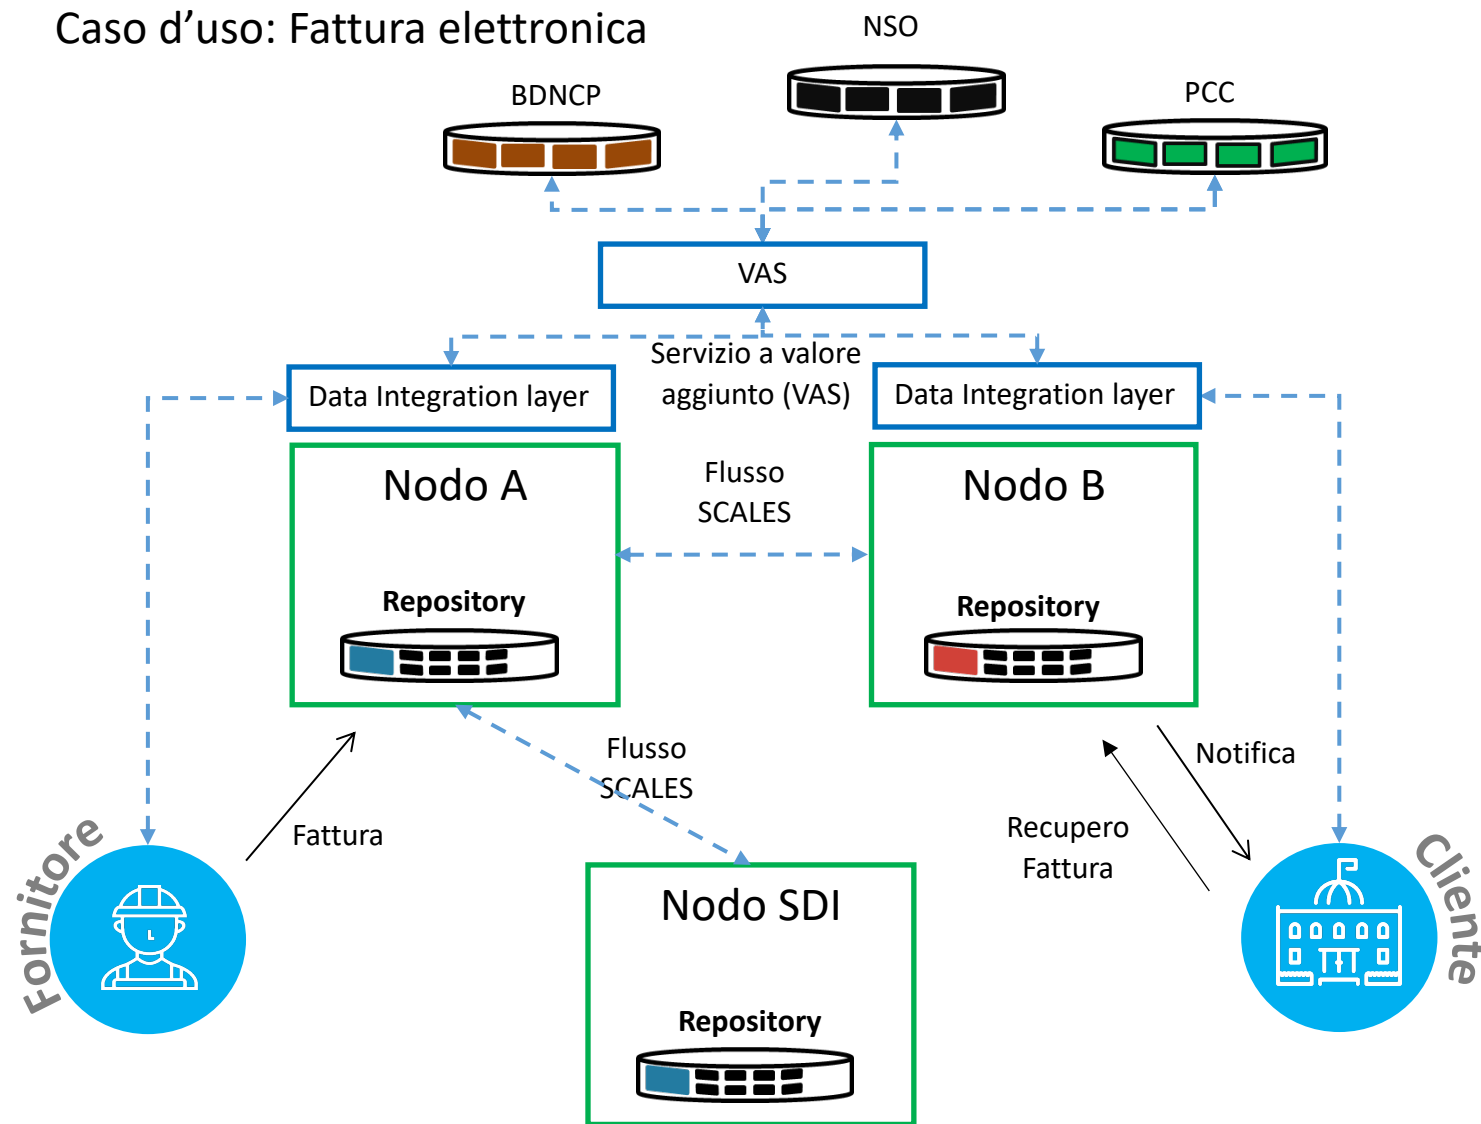 Caso d’uso: Fattura elettronica
NSO
BDNCP
PCC
VAS
Servizio a valore
aggiunto (VAS)
Data Integration layer
Data Integration layer
Nodo A
Flusso
SCALES
Nodo B
Repository
Repository
Flusso
SCALES
Notifica
Fattura
Recupero
Fattura
Fornitore
Cliente
Nodo SDI
Repository